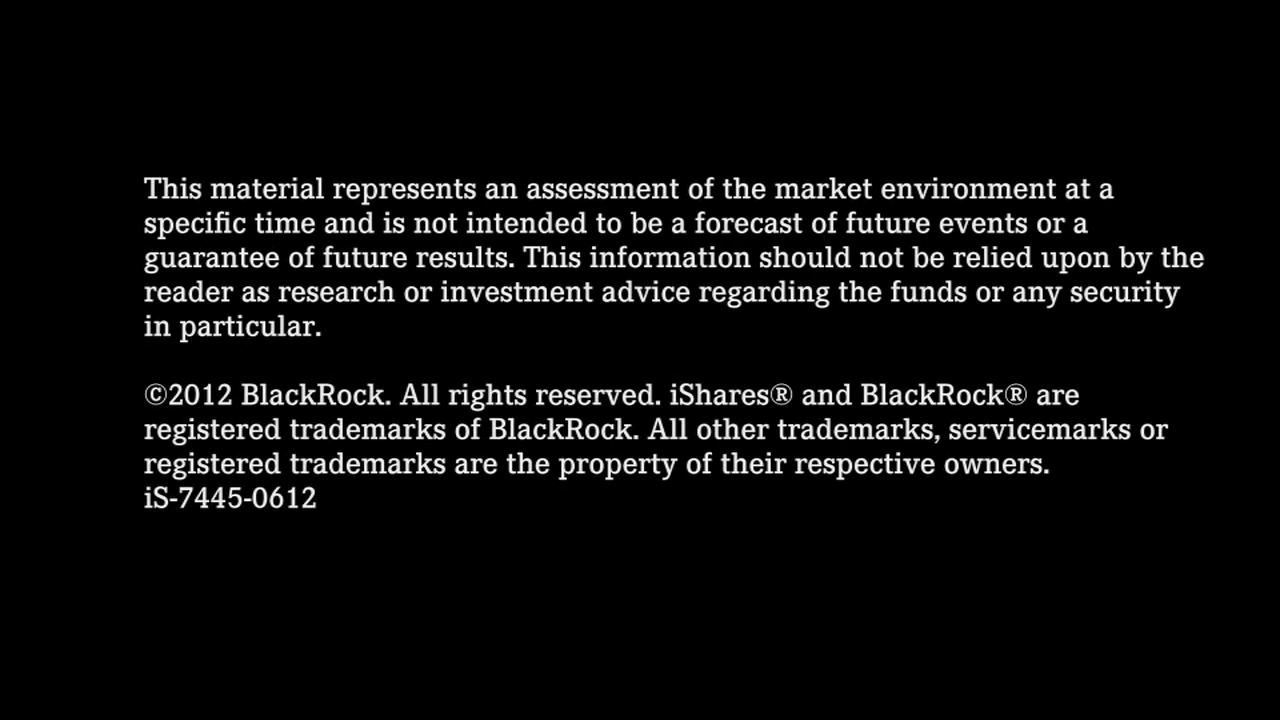 This material represents an assessment of the market environment at a
specific time and is not intended to be a forecast of future events or a
guarantee of future results. This information should not be relied upon by the
reader as research or investment advice regarding the funds or any security
in particular.
©2012 BlackRock. All rights reserved. iShares® and BlackRock® are
registered trademarks of BlackRock. All other trademarks, servicemarks or
registered trademarks are the property of their respective owners.
iS-7445-0612